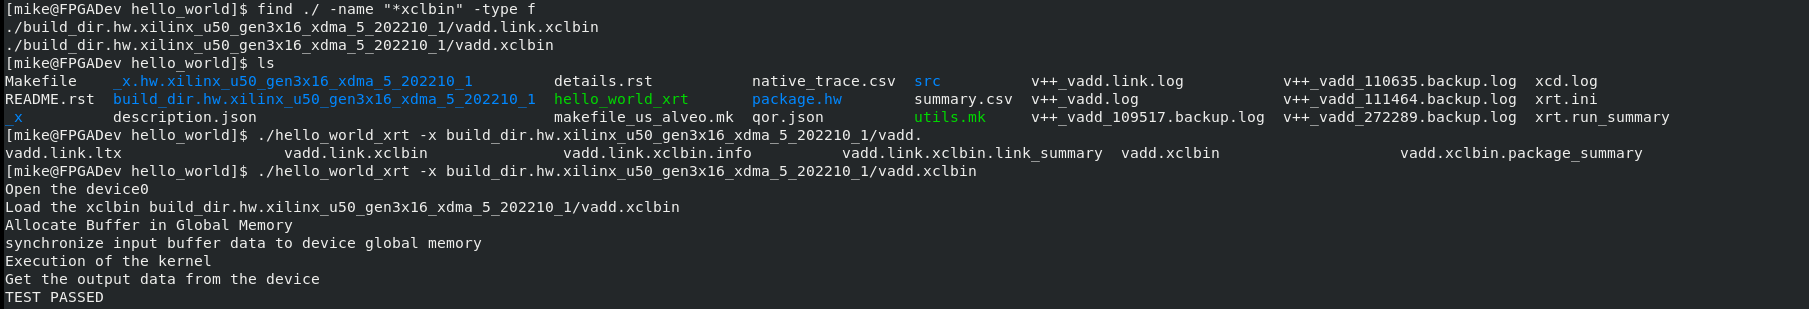 [mike@FPGADev hello_world]$ find ./ -name "*xclbin" -type f
./build_dir.hw.xilinx_u50_gen3x16_xdma_5_202210_1/vadd.link.xclbin
./build_dir.hw.xilinx_u50_gen3x16_xdma_5_202210_1/vadd.xclbin
[mike@FPGADev hello_world]$ ls
Makefile    _x.hw.xilinx_u50_gen3x16_xdma_5_202210_1         details.rst           native_trace.csv  src          v++_vadd.link.log           v++_vadd_110635.backup.log  xcd.log
README.rst  build_dir.hw.xilinx_u50_gen3x16_xdma_5_202210_1  hello_world_xrt       package.hw        summary.csv  v++_vadd.log                v++_vadd_111464.backup.log  xrt.ini
_x          description.json                                 makefile_us_alveo.mk  qor.json          utils.mk     v++_vadd_109517.backup.log  v++_vadd_272289.backup.log  xrt.run_summary
[mike@FPGADev hello_world]$ ./hello_world_xrt -x build_dir.hw.xilinx_u50_gen3x16_xdma_5_202210_1/vadd.
vadd.link.ltx                  vadd.link.xclbin               vadd.link.xclbin.info          vadd.link.xclbin.link_summary  vadd.xclbin                    vadd.xclbin.package_summary
[mike@FPGADev hello_world]$ ./hello_world_xrt -x build_dir.hw.xilinx_u50_gen3x16_xdma_5_202210_1/vadd.xclbin
Open the device0
Load the xclbin build_dir.hw.xilinx_u50_gen3x16_xdma_5_202210_1/vadd.xclbin
Allocate Buffer in Global Memory
synchronize input buffer data to device global memory
Execution of the kernel
Get the output data from the device
TEST PASSED